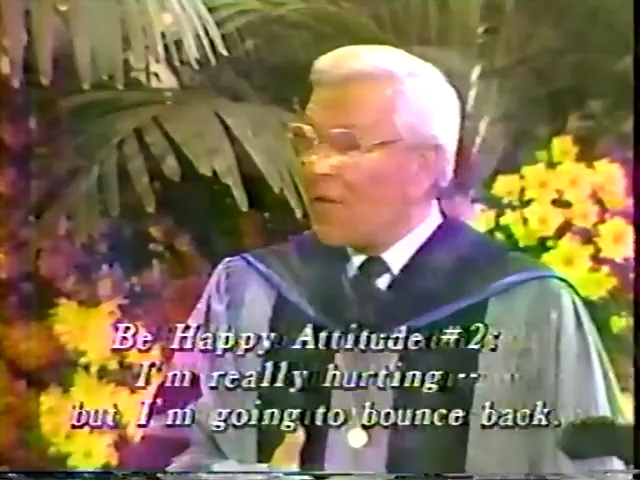 Be Happy Attitude #2:
I'm really hurting--
but I'm going to bounce back.